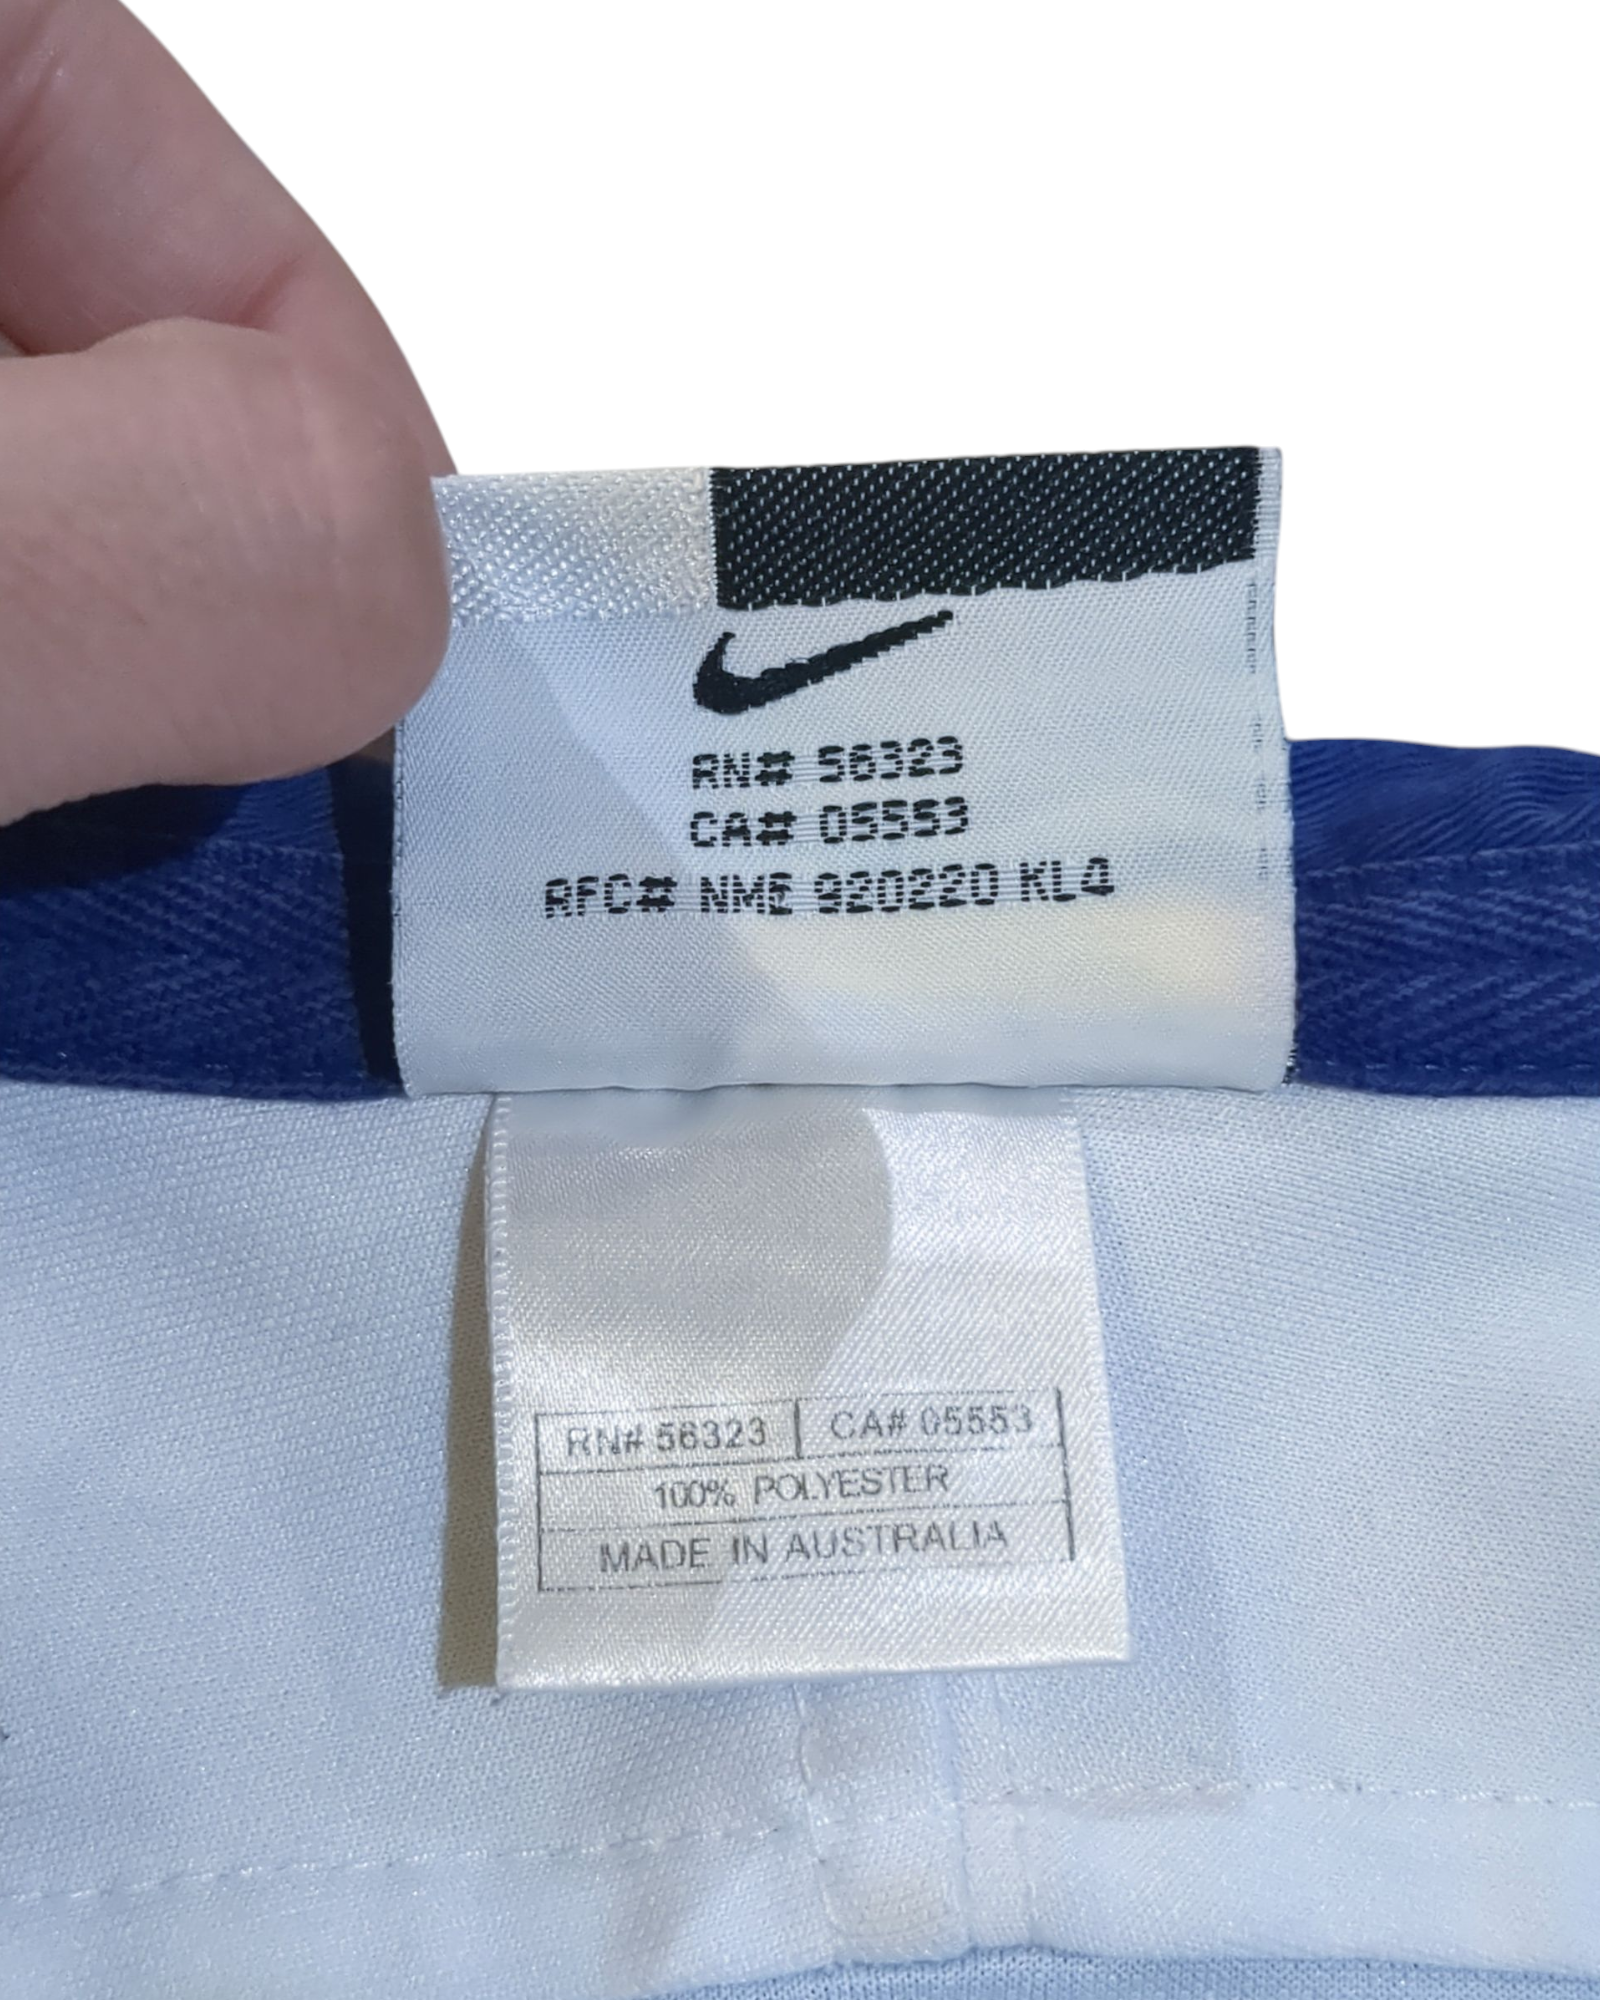 RN# 56323
CA# 05553
RFC# NME 920220 KL4
RN# 56323 CA# 05553
100% POLYESTER
MADE IN AUSTRALIA